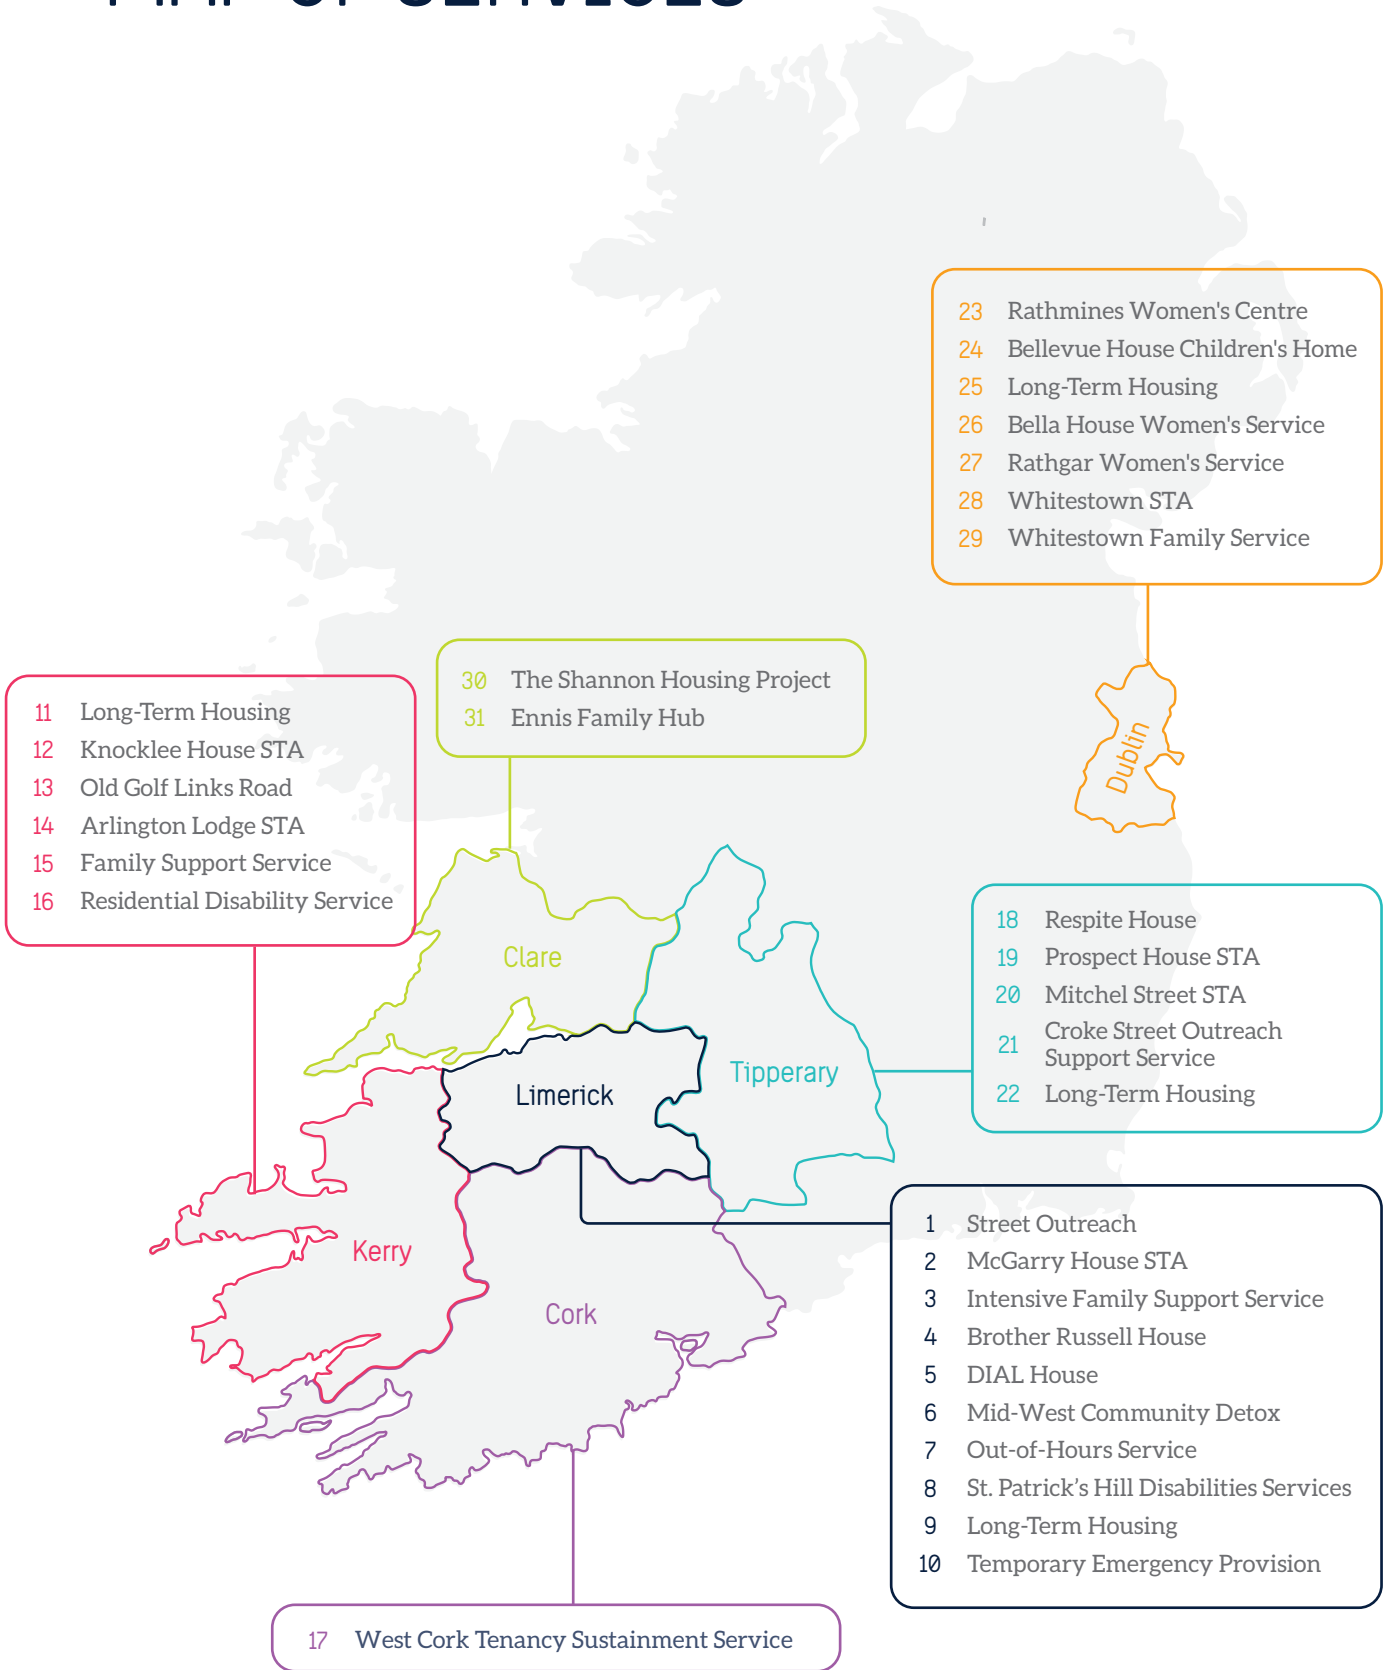 MAP OF SERVICES
23 Rathmines Women's Centre
24 Bellevue House Children's Home
25 Long-Term Housing
26 Bella House Women's Service
27 Rathgar Women's Service
28 Whitestown STA
29 Whitestown Family Service
30 The Shannon Housing Project
31 Ennis Family Hub
11 Long-Term Housing
12 Knocklee House STA
13 Old Golf Links Road
14 Arlington Lodge STA
15 Family Support Service
16 Residential Disability Service
Dublin
18 Respite House
19 Prospect House STA
20 Mitchel Street STA
21 Croke Street Outreach
Support Service
22 Long-Term Housing
Clare
Tipperary
Limerick
Kerry
Cork
1 Street Outreach
2 McGarry House STA
3 Intensive Family Support Service
4 Brother Russell House
5 DIAL House
6 Mid-West Community Detox
7 Out-of-Hours Service
8 St. Patrick’s Hill Disabilities Services
9 Long-Term Housing
10 Temporary Emergency Provision
17 West Cork Tenancy Sustainment Service